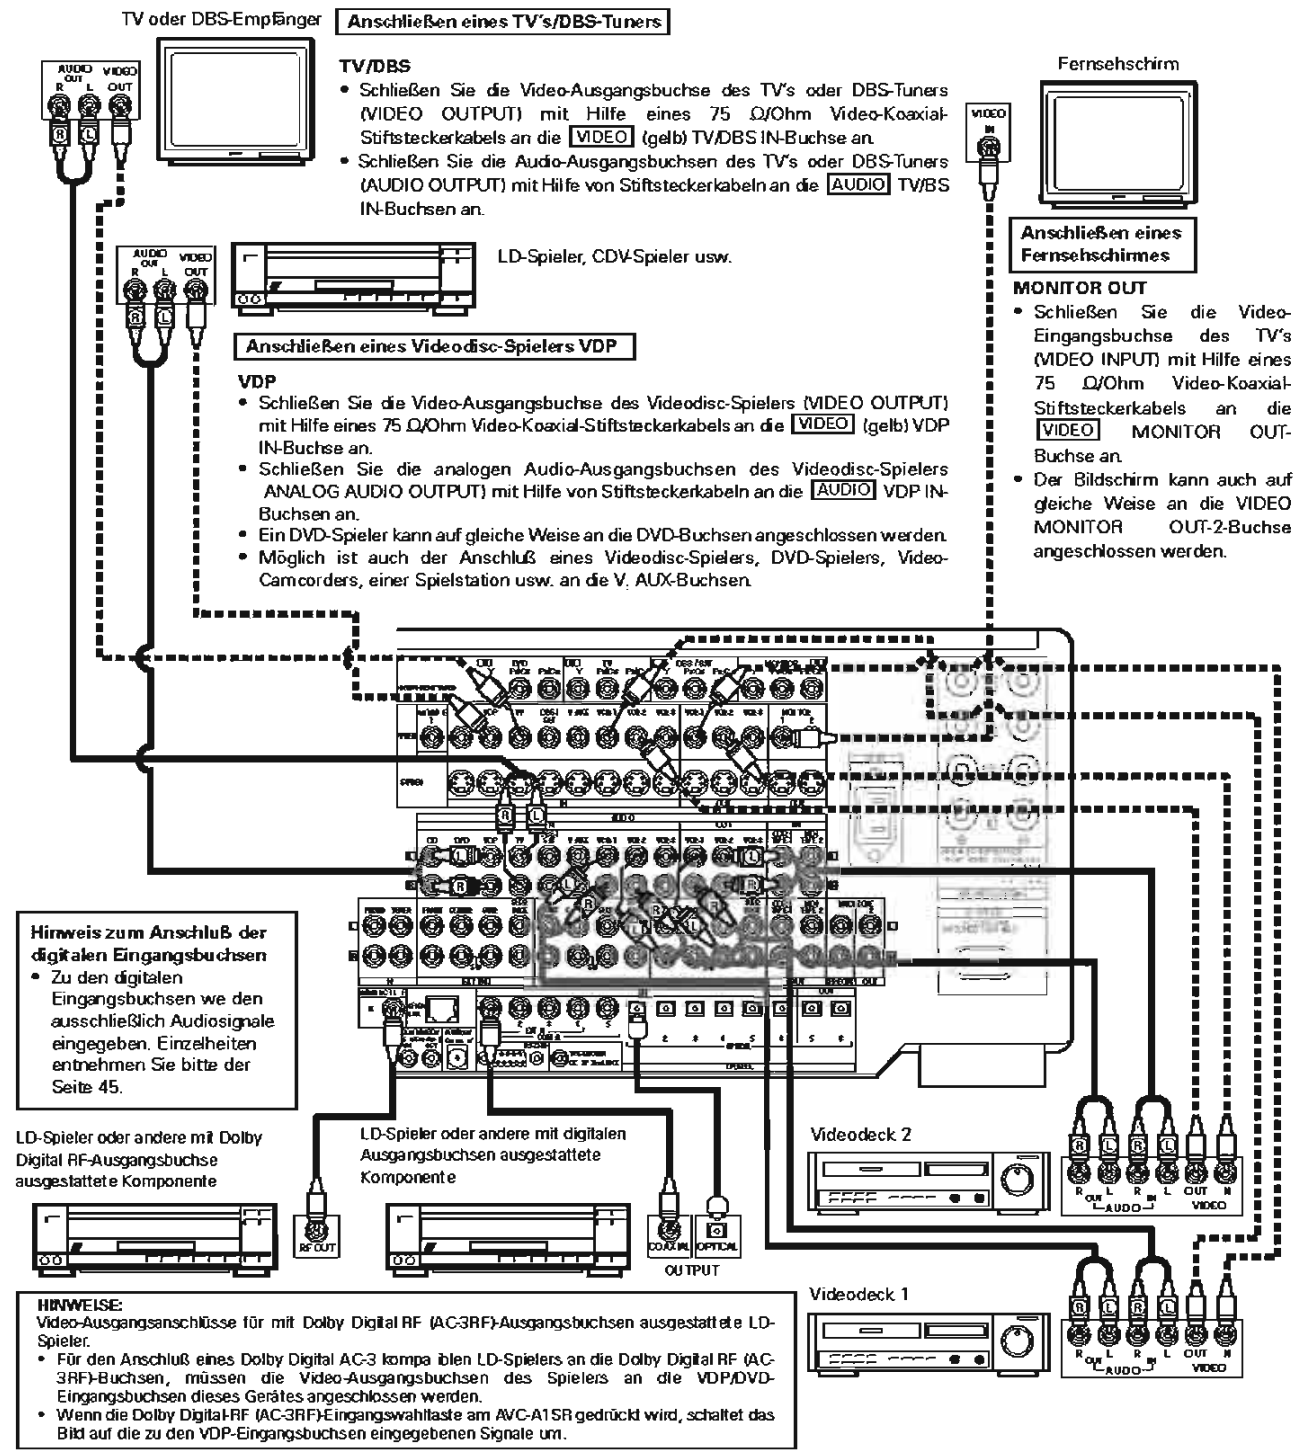 TV oder DBS-Empfänger
Anschließen eines TV's/DBS-Tuners
AUDIO
OUT
R L
VIDEO
OUT
R L
TV/DBS
• Schließen Sie die Video-Ausgangsbuchse des TV's oder DBS-Tuners
(VIDEO OUTPUT) mit Hilfe eines 75 Ω/Ohm Video-Koaxial-
Stiftsteckerkabels an die VIDEO (gelb) TV/DBS IN-Buchse an.
• Schließen Sie die Audio-Ausgangsbuchsen des TV's oder DBS-Tuners
(AUDIO OUTPUT) mit Hilfe von Stiftsteckerkabeln an die AUDIO TV/BS
IN-Buchsen an.
Fernsehschirm
VIDEO
IN
Anschließen eines
Fernsehschirmes
MONITOR OUT
• Schließen Sie die Video-
Eingangsbuchse des TV's
(VIDEO INPUT) mit Hilfe eines
75 Ω/Ohm Video-Koaxial-
Stiftsteckerkabels an die
VIDEO MONITOR OUT-
Buchse an.
• Der Bildschirm kann auch auf
gleiche Weise an die VIDEO
MONITOR OUT-2-Buchse
angeschlossen werden.
AUDIO
OUT
R L
VIDEO
OUT
R L
LD-Spieler, CDV-Spieler usw.
Anschließen eines Videodisc-Spielers VDP
VDP
• Schließen Sie die Video-Ausgangsbuchse des Videodisc-Spielers (VIDEO OUTPUT)
mit Hilfe eines 75 Ω/Ohm Video-Koaxial-Stiftsteckerkabels an die VIDEO (gelb) VDP
IN-Buchse an.
• Schließen Sie die analogen Audio-Ausgangsbuchsen des Videodisc-Spielers
ANALOG AUDIO OUTPUT) mit Hilfe von Stiftsteckerkabeln an die AUDIO VDP IN-
Buchsen an.
• Ein DVD-Spieler kann auf gleiche Weise an die DVD-Buchsen angeschlossen werden.
• Möglich ist auch der Anschluß eines Videodisc-Spielers, DVD-Spielers, Video-
Camcorders, einer Spielstation usw. an die V. AUX-Buchsen.
Hinweis zum Anschluß der
digitalen Eingangsbuchsen
• Zu den digitalen
Eingangsbuchsen we den
ausschließlich Audiosignale
eingegeben. Einzelheiten
entnehmen Sie bitte der
Seite 45.
LD-Spieler oder andere mit Dolby
Digital RF-Ausgangsbuchse
ausgestattete Komponente
RF OUT
LD-Spieler oder andere mit digitalen
Ausgangsbuchsen ausgestattete
Komponente
COAXIAL OPTICAL
OUTPUT
Videodeck 2
R L R L
R L R L OUT IN
OUT IN
AUDIO VIDEO
Videodeck 1
R L R L
R L R L OUT IN
OUT IN
AUDIO VIDEO
HINWEISE:
Video-Ausgangsanschlüsse für mit Dolby Digital RF (AC-3RF)-Ausgangsbuchsen ausgestattete LD-
Spieler.
• Für den Anschluß eines Dolby Digital AC-3 kompa iblen LD-Spielers an die Dolby Digital RF (AC-
3RF)-Buchsen, müssen die Video-Ausgangsbuchsen des Spielers an die VDP/DVD-
Eingangsbuchsen dieses Gerätes angeschlossen werden.
• Wenn die Dolby Digital-RF (AC-3RF)-Eingangswahltaste am AVC-A1SR gedrückt wird, schaltet das
Bild auf die zu den VDP-Eingangsbuchsen eingegebenen Signale um.